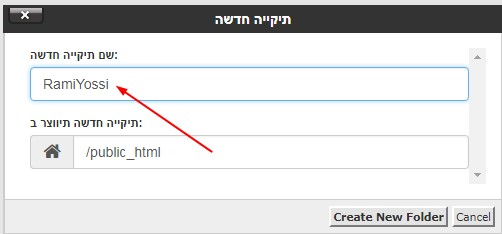 תיקייה חדשה
שם תיקייה חדשה:
RamiYossi
תיקייה חדשה תיווצר ב:
/public_html
Create New Folder Cancel